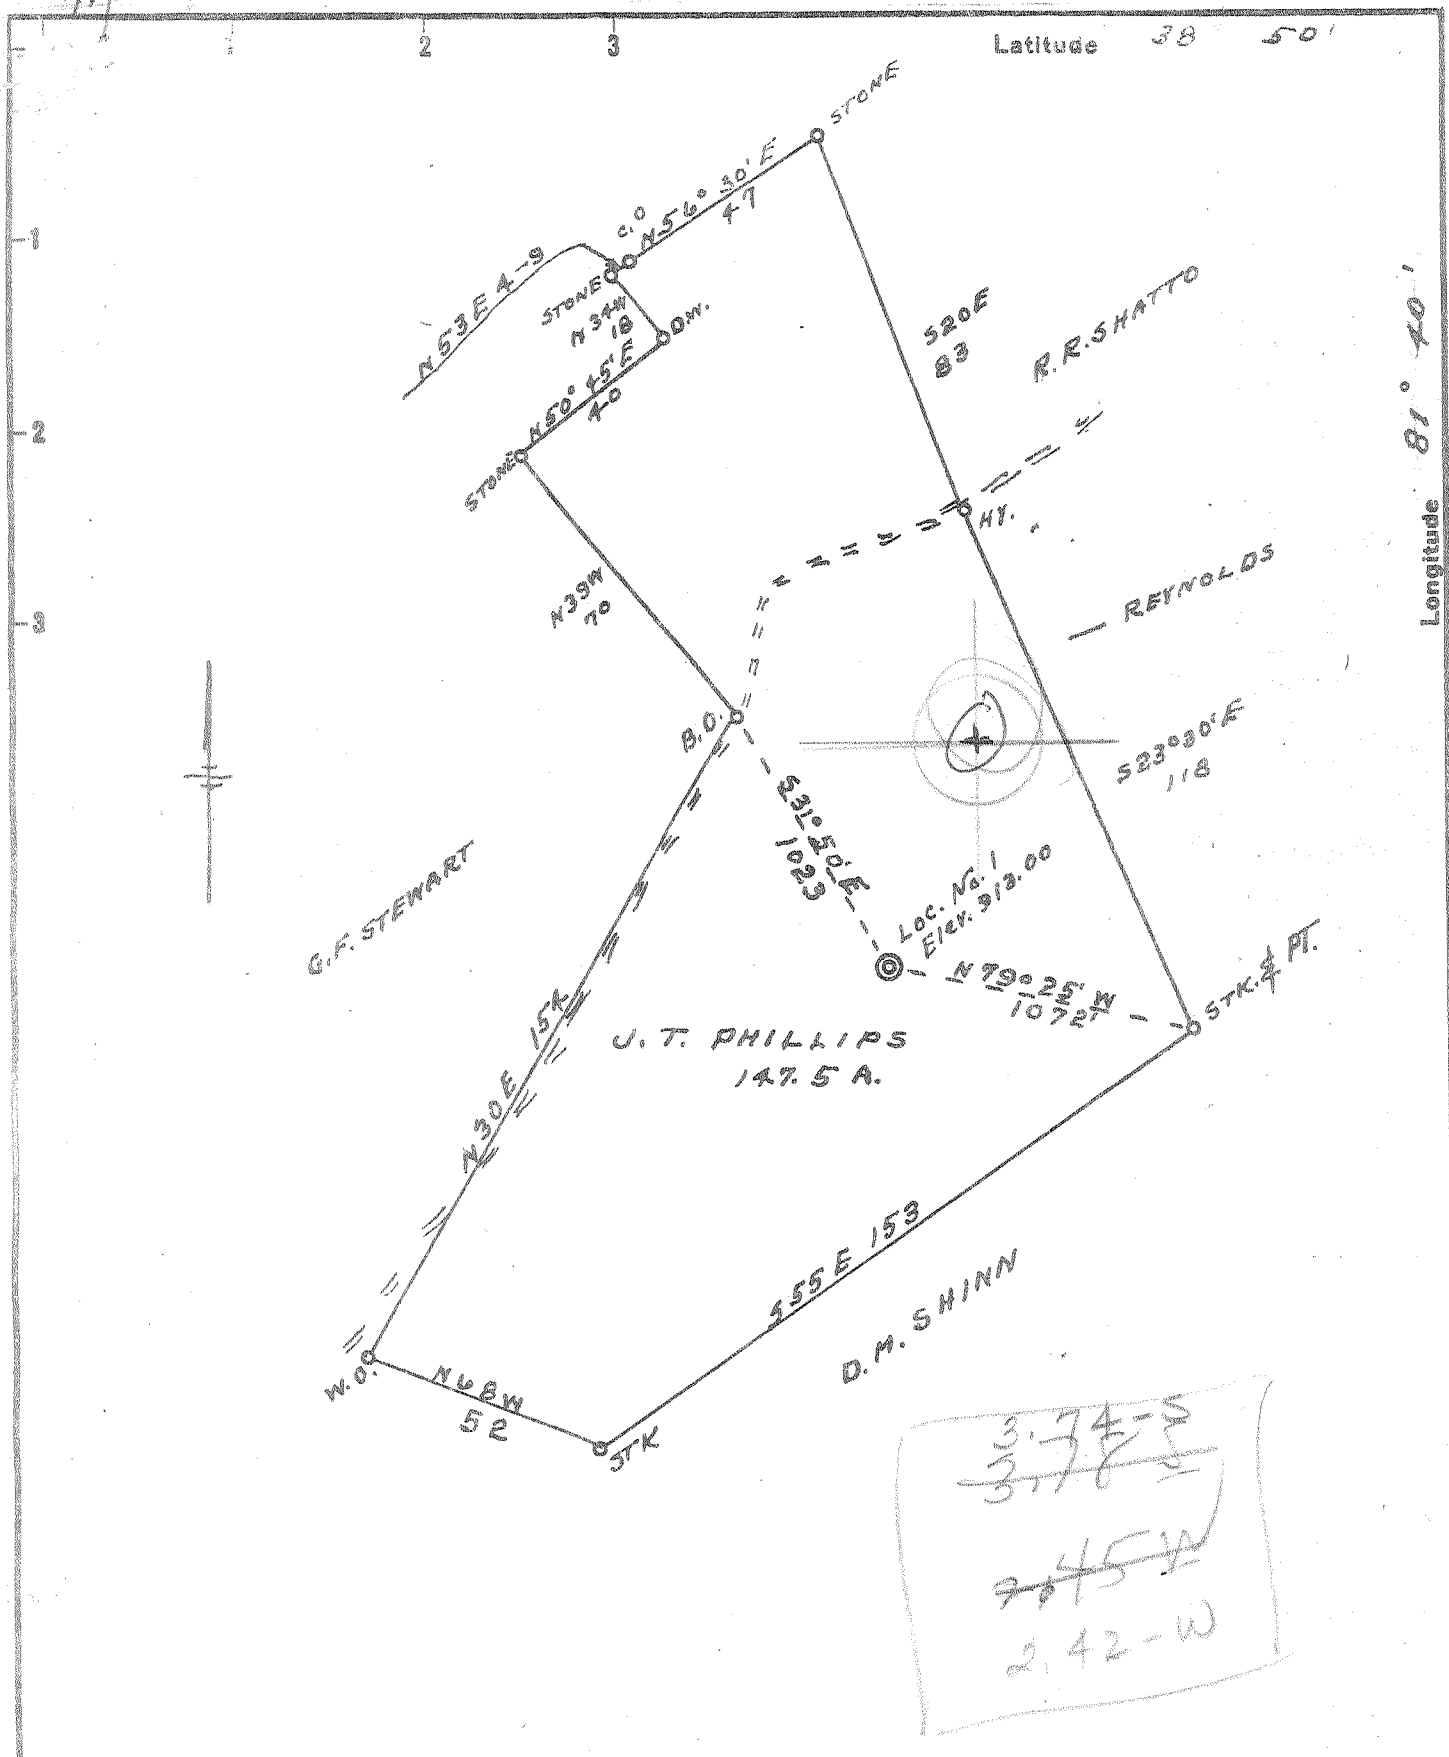 2 3
Latitude 38 50'
STONE
N56° 30' E
47
C.O
-1
N53E 4-9
STONE
N34W
18
D.W.
N50° 45' E
40
S20E
83
R.R. SHATTO
81° 40'
Longitude
-2
STONE
HY.
N39W
70
REYNOLDS
-3
B.O.
S23°30'E
118
S31°50'E
1023
G.F. STEWART
LOC. No. 1
Elev. 913.00
N 79° 25' W
1072'
STK. & PT.
J. T. PHILLIPS
147.5 A.
N30E 154
S55E 153
D.M. SHINN
W.O.
N68W
52
STK
3.74-S
3.78 S
2.42-W